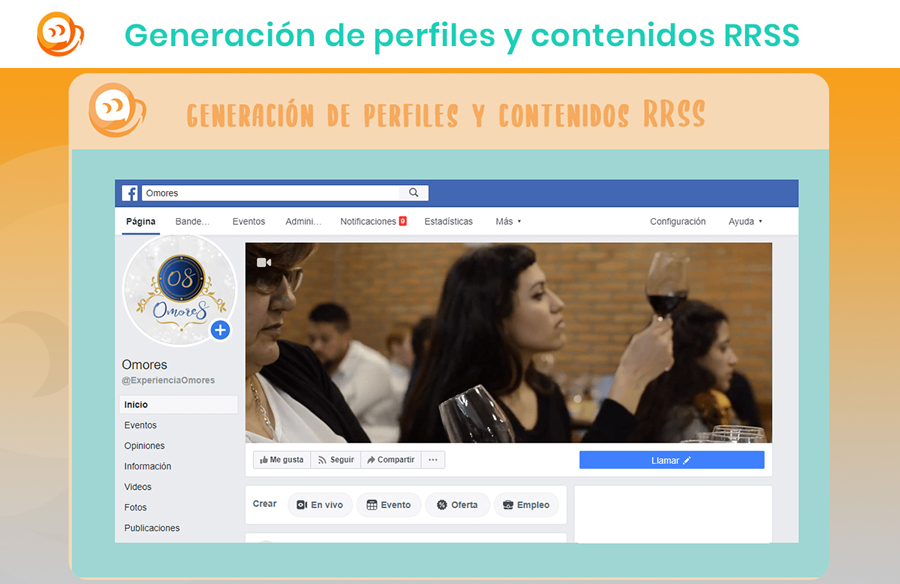 Generación de perfiles y contenidos RRSS
GENERACIÓN DE PERFILES Y CONTENIDOS RRSS
Omores
Página Bande... Eventos Admini... Notificaciones 9 Estadísticas Más Configuración Ayuda
OS
OmoreS
Omores
@ExperienciaOmores
Inicio
Eventos
Opiniones
Información
Videos
Fotos
Publicaciones
Me gusta Seguir Compartir ... Llamar
Crear En vivo Evento Oferta Empleo